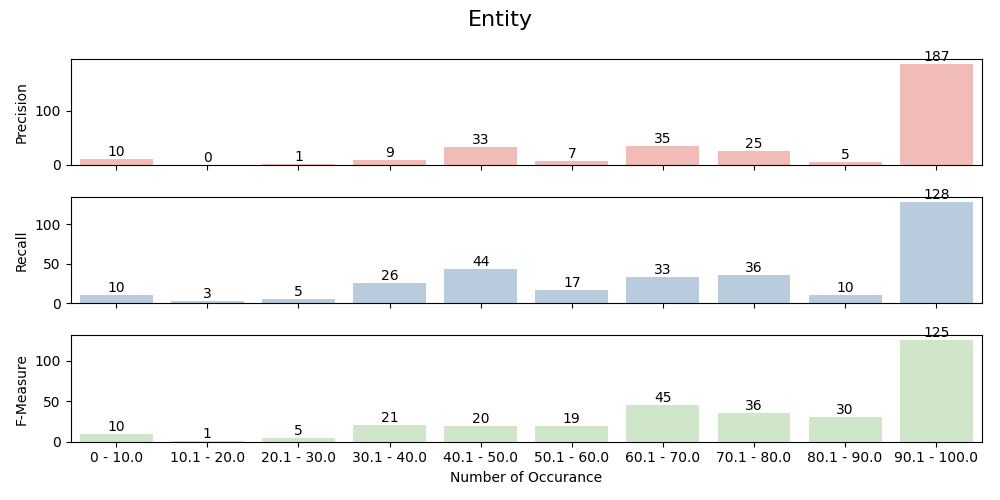 Entity
Precision
100
0
10
0
1
9
33
7
35
25
5
187
Recall
100
50
0
10
3
5
26
44
17
33
36
10
128
F-Measure
100
50
0
10
1
5
21
20
19
45
36
30
125
0 - 10.0
10.1 - 20.0
20.1 - 30.0
30.1 - 40.0
40.1 - 50.0
50.1 - 60.0
60.1 - 70.0
70.1 - 80.0
80.1 - 90.0
90.1 - 100.0
Number of Occurance